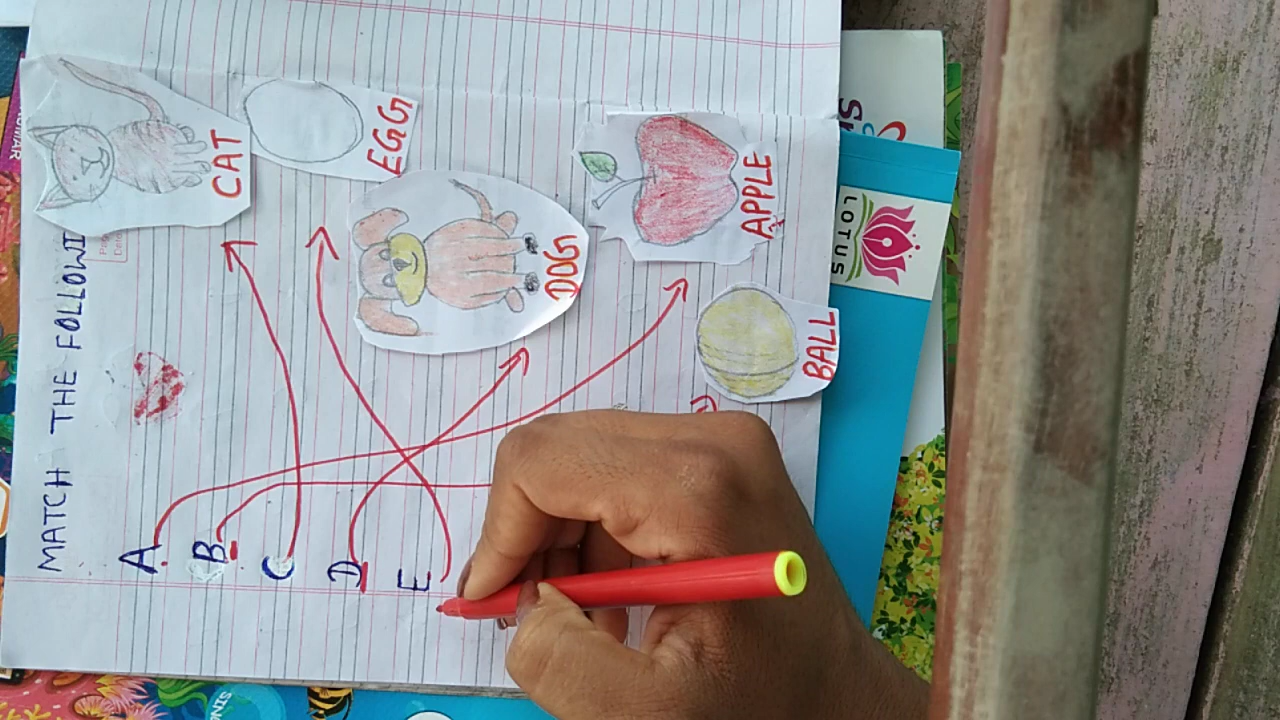 MATCH THE FOLLOWI
A
B
C
D
E
CAT
EGG
DOG
APPLE
BALL
LOTUS